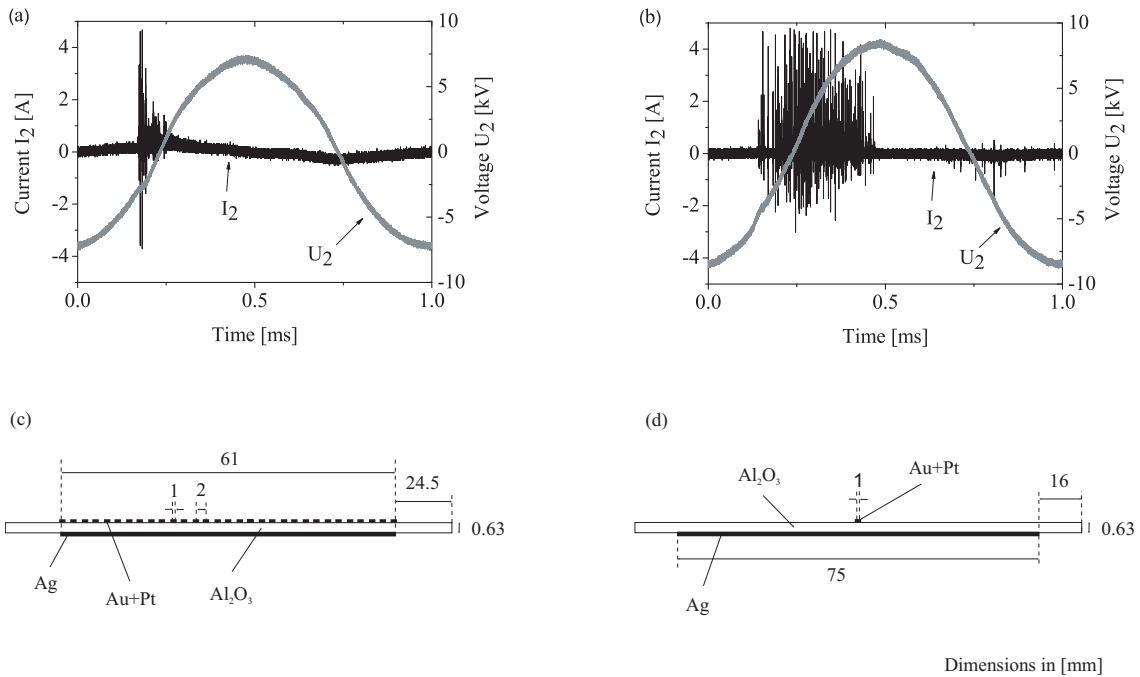 (a)
4
2
0
-2
-4
Current I₂ [A]
10
5
0
-5
-10
Voltage U₂ [kV]
I₂
U₂
0.0
0.5
1.0
Time [ms]
(b)
4
2
0
-2
-4
Current I₂ [A]
10
5
0
-5
-10
Voltage U₂ [kV]
I₂
U₂
0.0
0.5
1.0
Time [ms]
(c)
61
24.5
1
2
0.63
Ag
Au+Pt
Al₂O₃
(d)
Al₂O₃
1
Au+Pt
16
0.63
75
Ag
Dimensions in [mm]